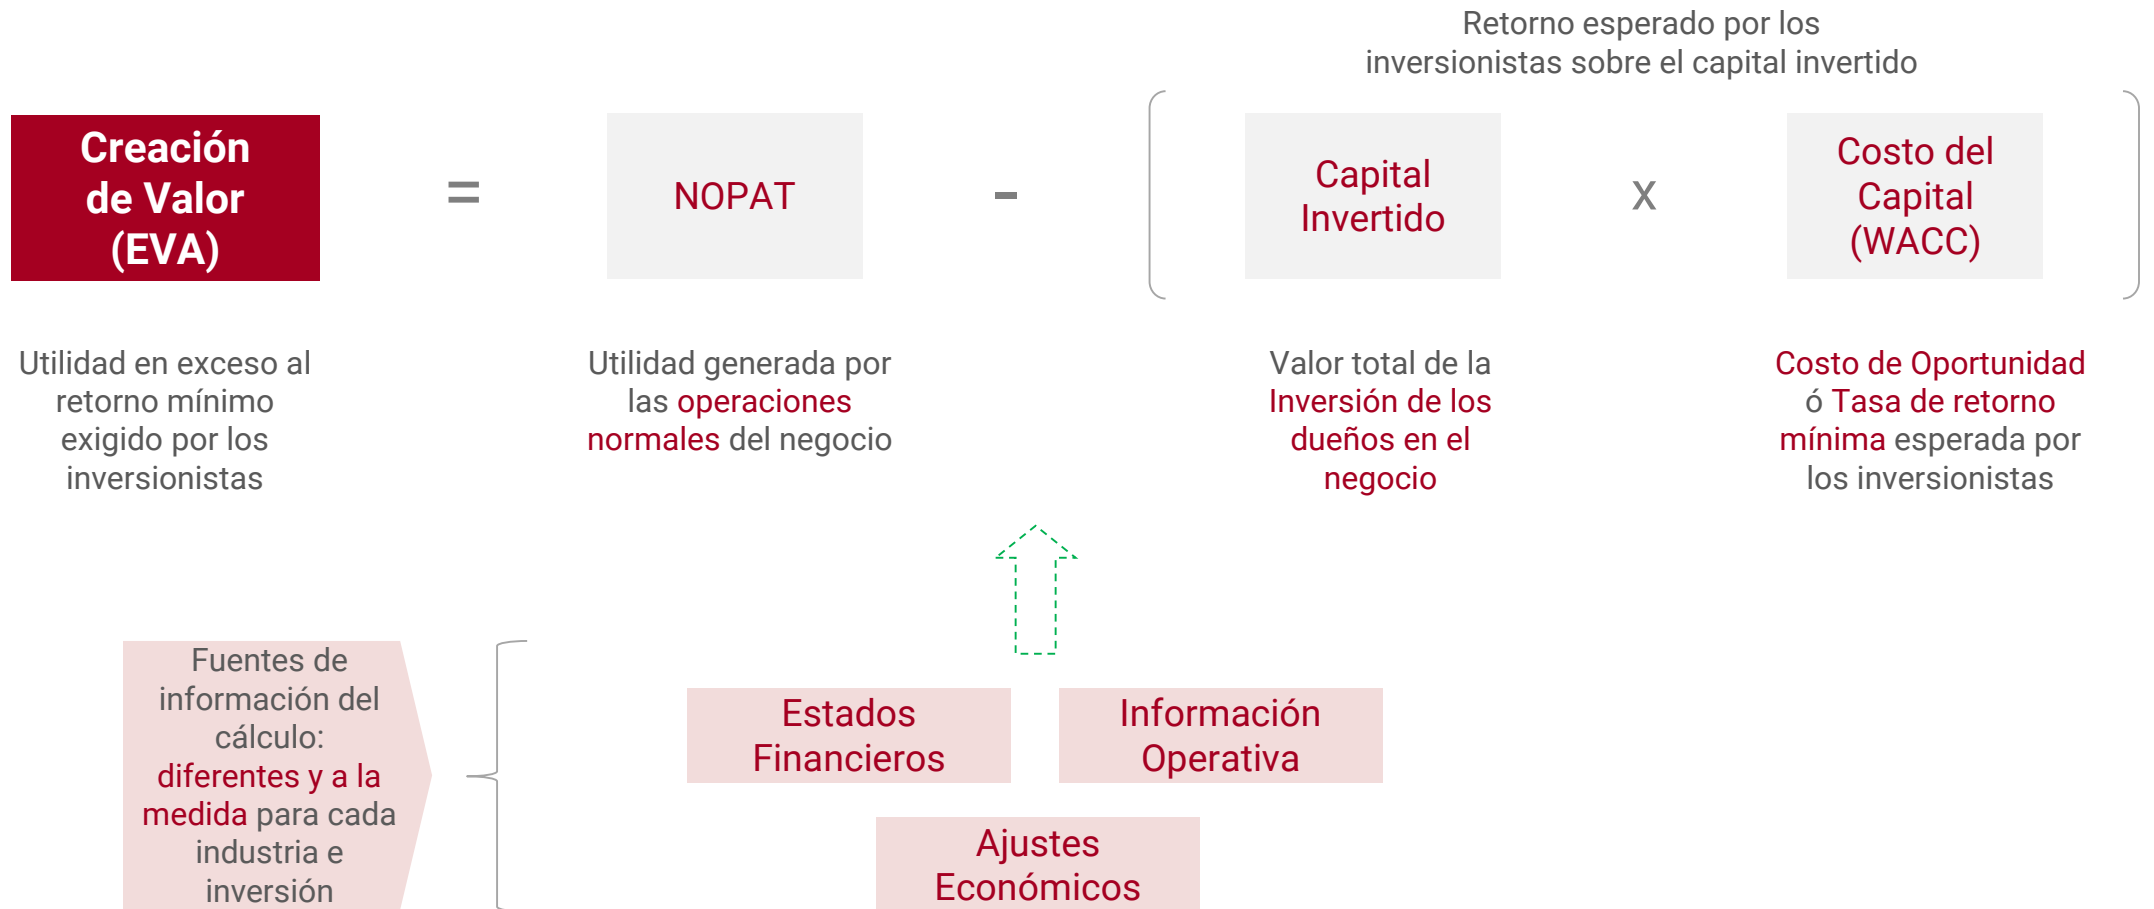 Retorno esperado por los
inversionistas sobre el capital invertido
Creación
de Valor
(EVA)
=
NOPAT
-
Capital
Invertido
x
Costo del
Capital
(WACC)
Utilidad en exceso al
retorno mínimo
exigido por los
inversionistas
Utilidad generada por
las operaciones
normales del negocio
Valor total de la
Inversión de los
dueños en el
negocio
Costo de Oportunidad
ó Tasa de retorno
mínima esperada por
los inversionistas
Fuentes de
información del
cálculo:
diferentes y a la
medida para cada
industria e
inversión
Estados
Financieros
Información
Operativa
Ajustes
Económicos